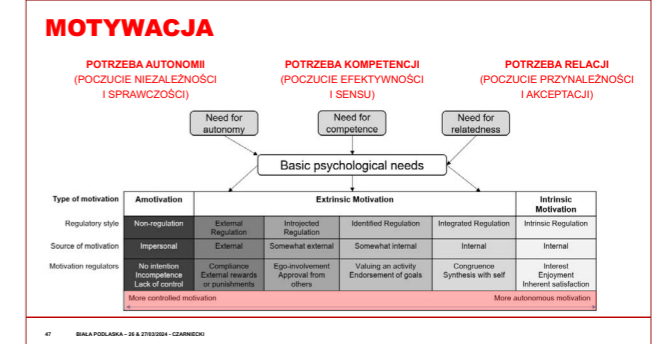 MOTYWACJA
POTRZEBA AUTONOMII
(POCZUCIE NIEZALEŻNOŚCI
I SPRAWCZOŚCI)
POTRZEBA KOMPETENCJI
(POCZUCIE EFEKTYWNOŚCI
I SENSU)
POTRZEBA RELACJI
(POCZUCIE PRZYNALEŻNOŚCI
I AKCEPTACJI)
Need for
autonomy
Need for
competence
Need for
relatedness
Basic psychological needs
Type of motivation
Amotivation
Extrinsic Motivation
Intrinsic
Motivation
Regulatory style
Non-regulation
External
Regulation
Introjected
Regulation
Identified Regulation
Integrated Regulation
Intrinsic Regulation
Source of motivation
Impersonal
External
Somewhat external
Somewhat internal
Internal
Internal
Motivation regulators
No intention
Incompetence
Lack of control
Compliance
External rewards
or punishments
Ego-involvement
Approval from
others
Valuing an activity
Endorsement of goals
Congruence
Synthesis with self
Interest
Enjoyment
Inherent satisfaction
More controlled motivation
More autonomous motivation
47 BIAŁA PODLASKA – 26 & 27/03/2024 - CZARNIECKI